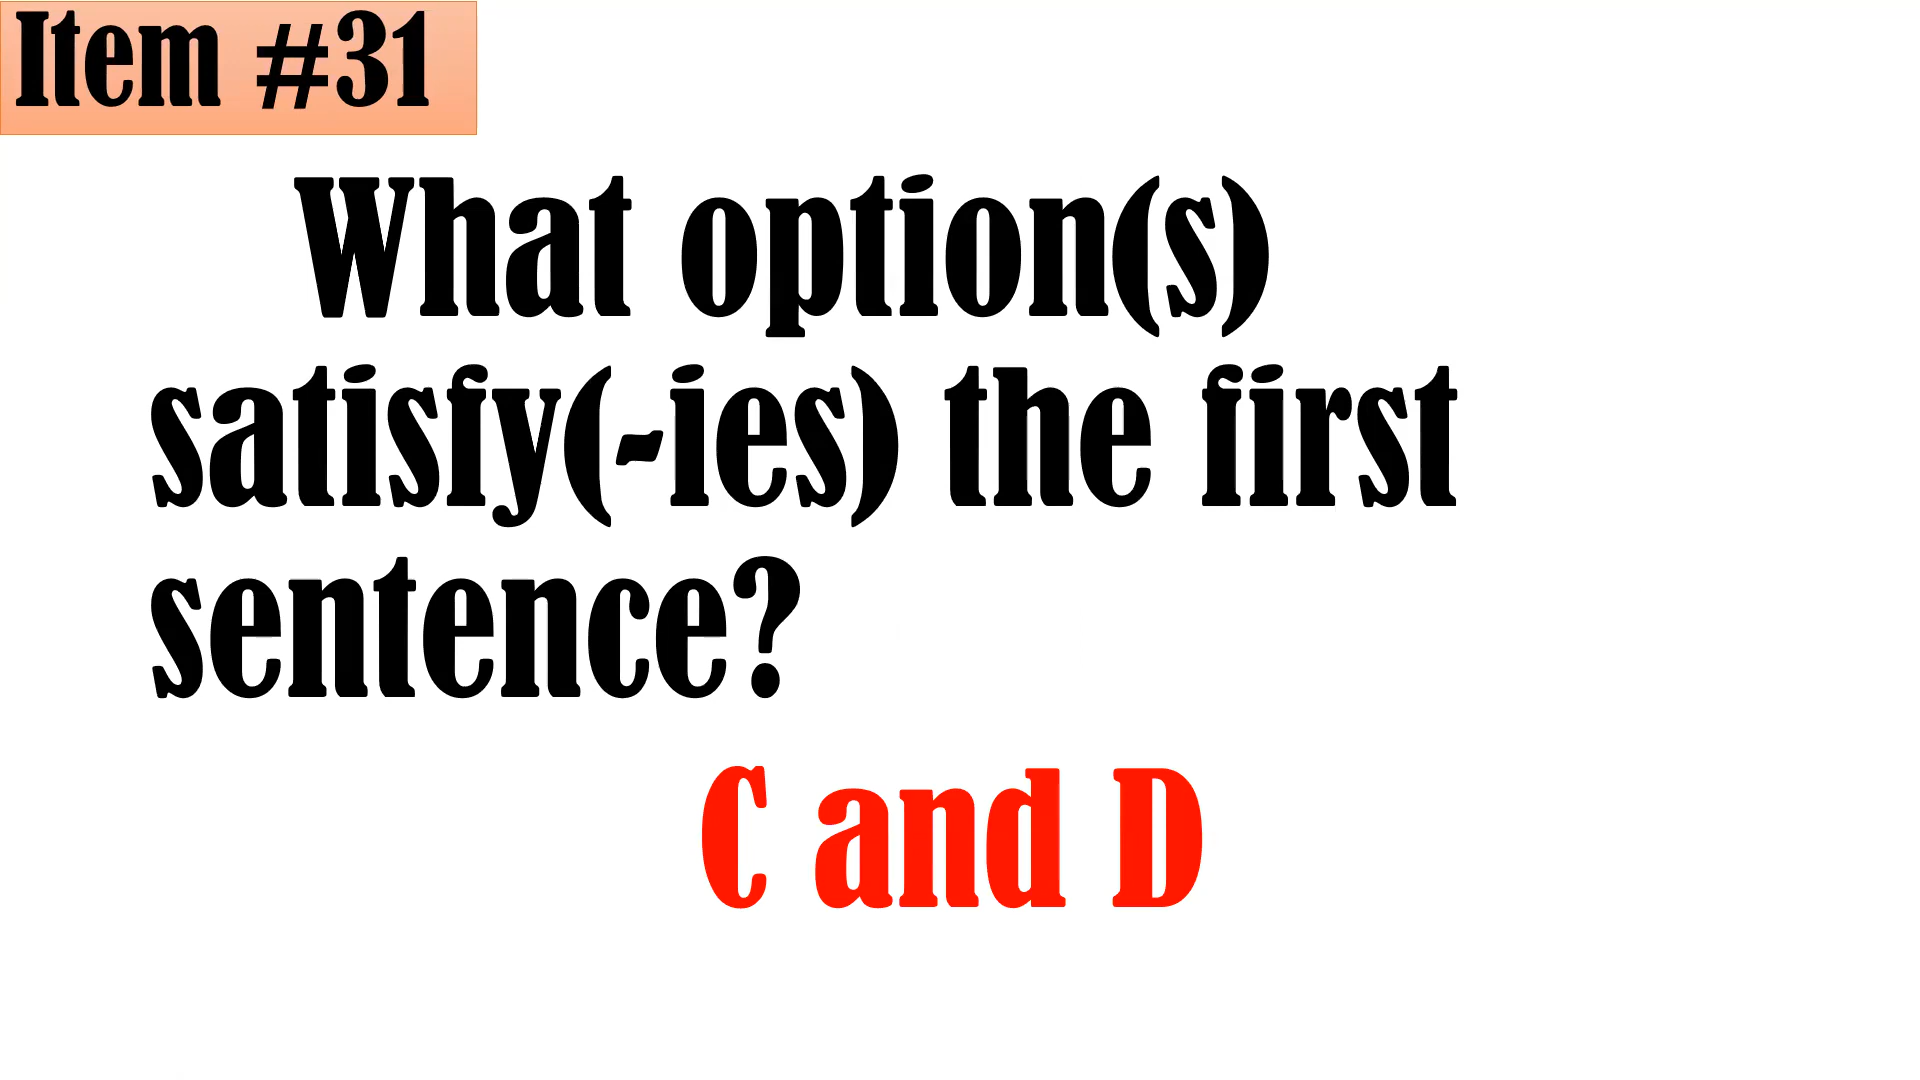 Item #31
What option(s)
satisfy(-ies) the first
sentence?
C and D